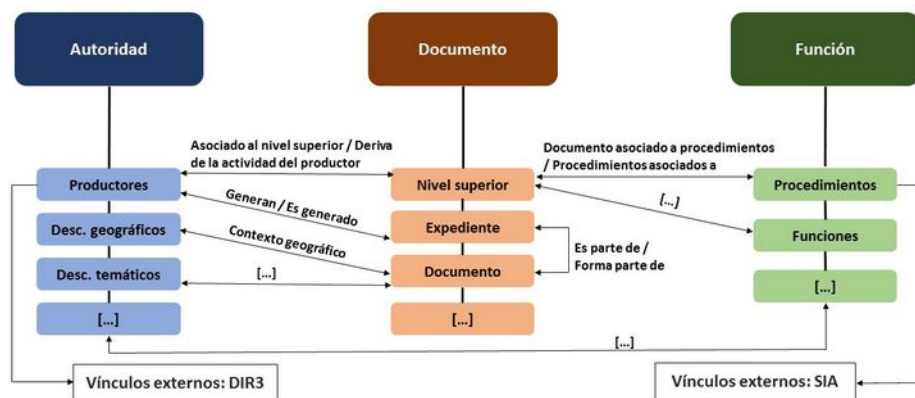 Autoridad
Documento
Función
Asociado al nivel superior / Deriva
de la actividad del productor
Documento asociado a procedimientos
/ Procedimientos asociados a
Productores
Nivel superior
Procedimientos
Generan / Es generado
[...]
Desc. geográficos
Expediente
Funciones
Contexto geográfico
Es parte de /
Forma parte de
Desc. temáticos
[...]
Documento
[...]
[...]
[...]
[...]
Vínculos externos: DIR3
Vínculos externos: SIA